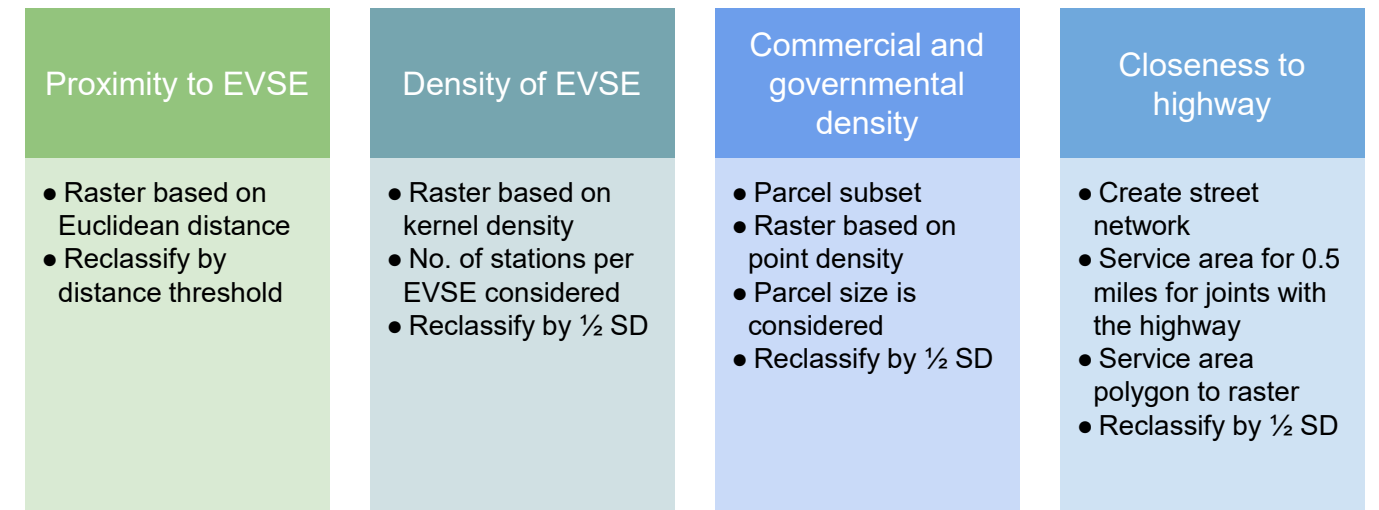 Proximity to EVSE
● Raster based on
Euclidean distance
● Reclassify by
distance threshold
Density of EVSE
● Raster based on
kernel density
● No. of stations per
EVSE considered
● Reclassify by ½ SD
Commercial and
governmental
density
● Parcel subset
● Raster based on
point density
● Parcel size is
considered
● Reclassify by ½ SD
Closeness to
highway
● Create street
network
● Service area for 0.5
miles for joints with
the highway
● Service area
polygon to raster
● Reclassify by ½ SD